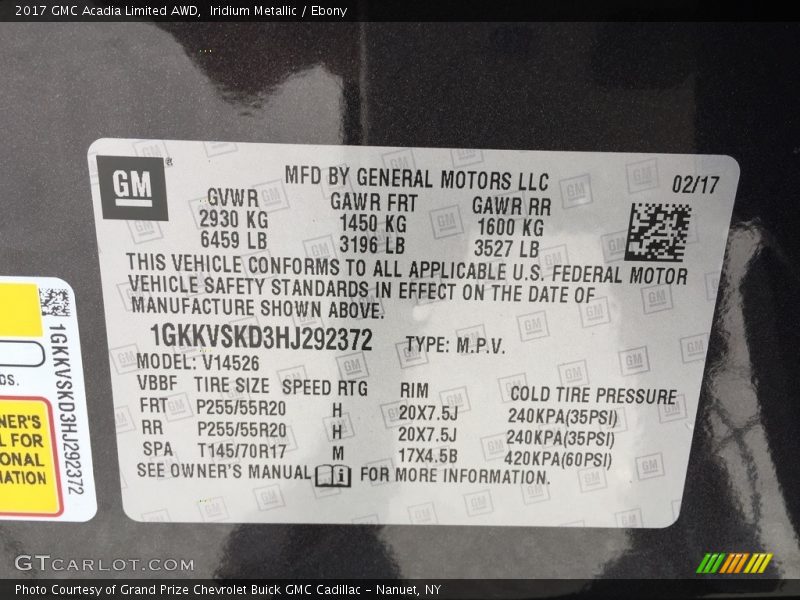 2017 GMC Acadia Limited AWD, Iridium Metallic / Ebony
GM®
MFD BY GENERAL MOTORS LLC
02/17
GVWR GAWR FRT GAWR RR
2930 KG 1450 KG 1600 KG
6459 LB 3196 LB 3527 LB
THIS VEHICLE CONFORMS TO ALL APPLICABLE U.S. FEDERAL MOTOR
VEHICLE SAFETY STANDARDS IN EFFECT ON THE DATE OF
MANUFACTURE SHOWN ABOVE.
1GKKVSKD3HJ292372 TYPE: M.P.V.
MODEL: V14526
VBBF TIRE SIZE SPEED RTG RIM COLD TIRE PRESSURE
FRT P255/55R20 H 20X7.5J 240KPA(35PSI)
RR P255/55R20 H 20X7.5J 240KPA(35PSI)
SPA T145/70R17 M 17X4.5B 420KPA(60PSI)
SEE OWNER'S MANUAL FOR MORE INFORMATION.
1GKKVSKD3HJ292372
DS.
NER'S
L FOR
ONAL
ATION
GTCARLOT.COM
Photo Courtesy of Grand Prize Chevrolet Buick GMC Cadillac – Nanuet, NY